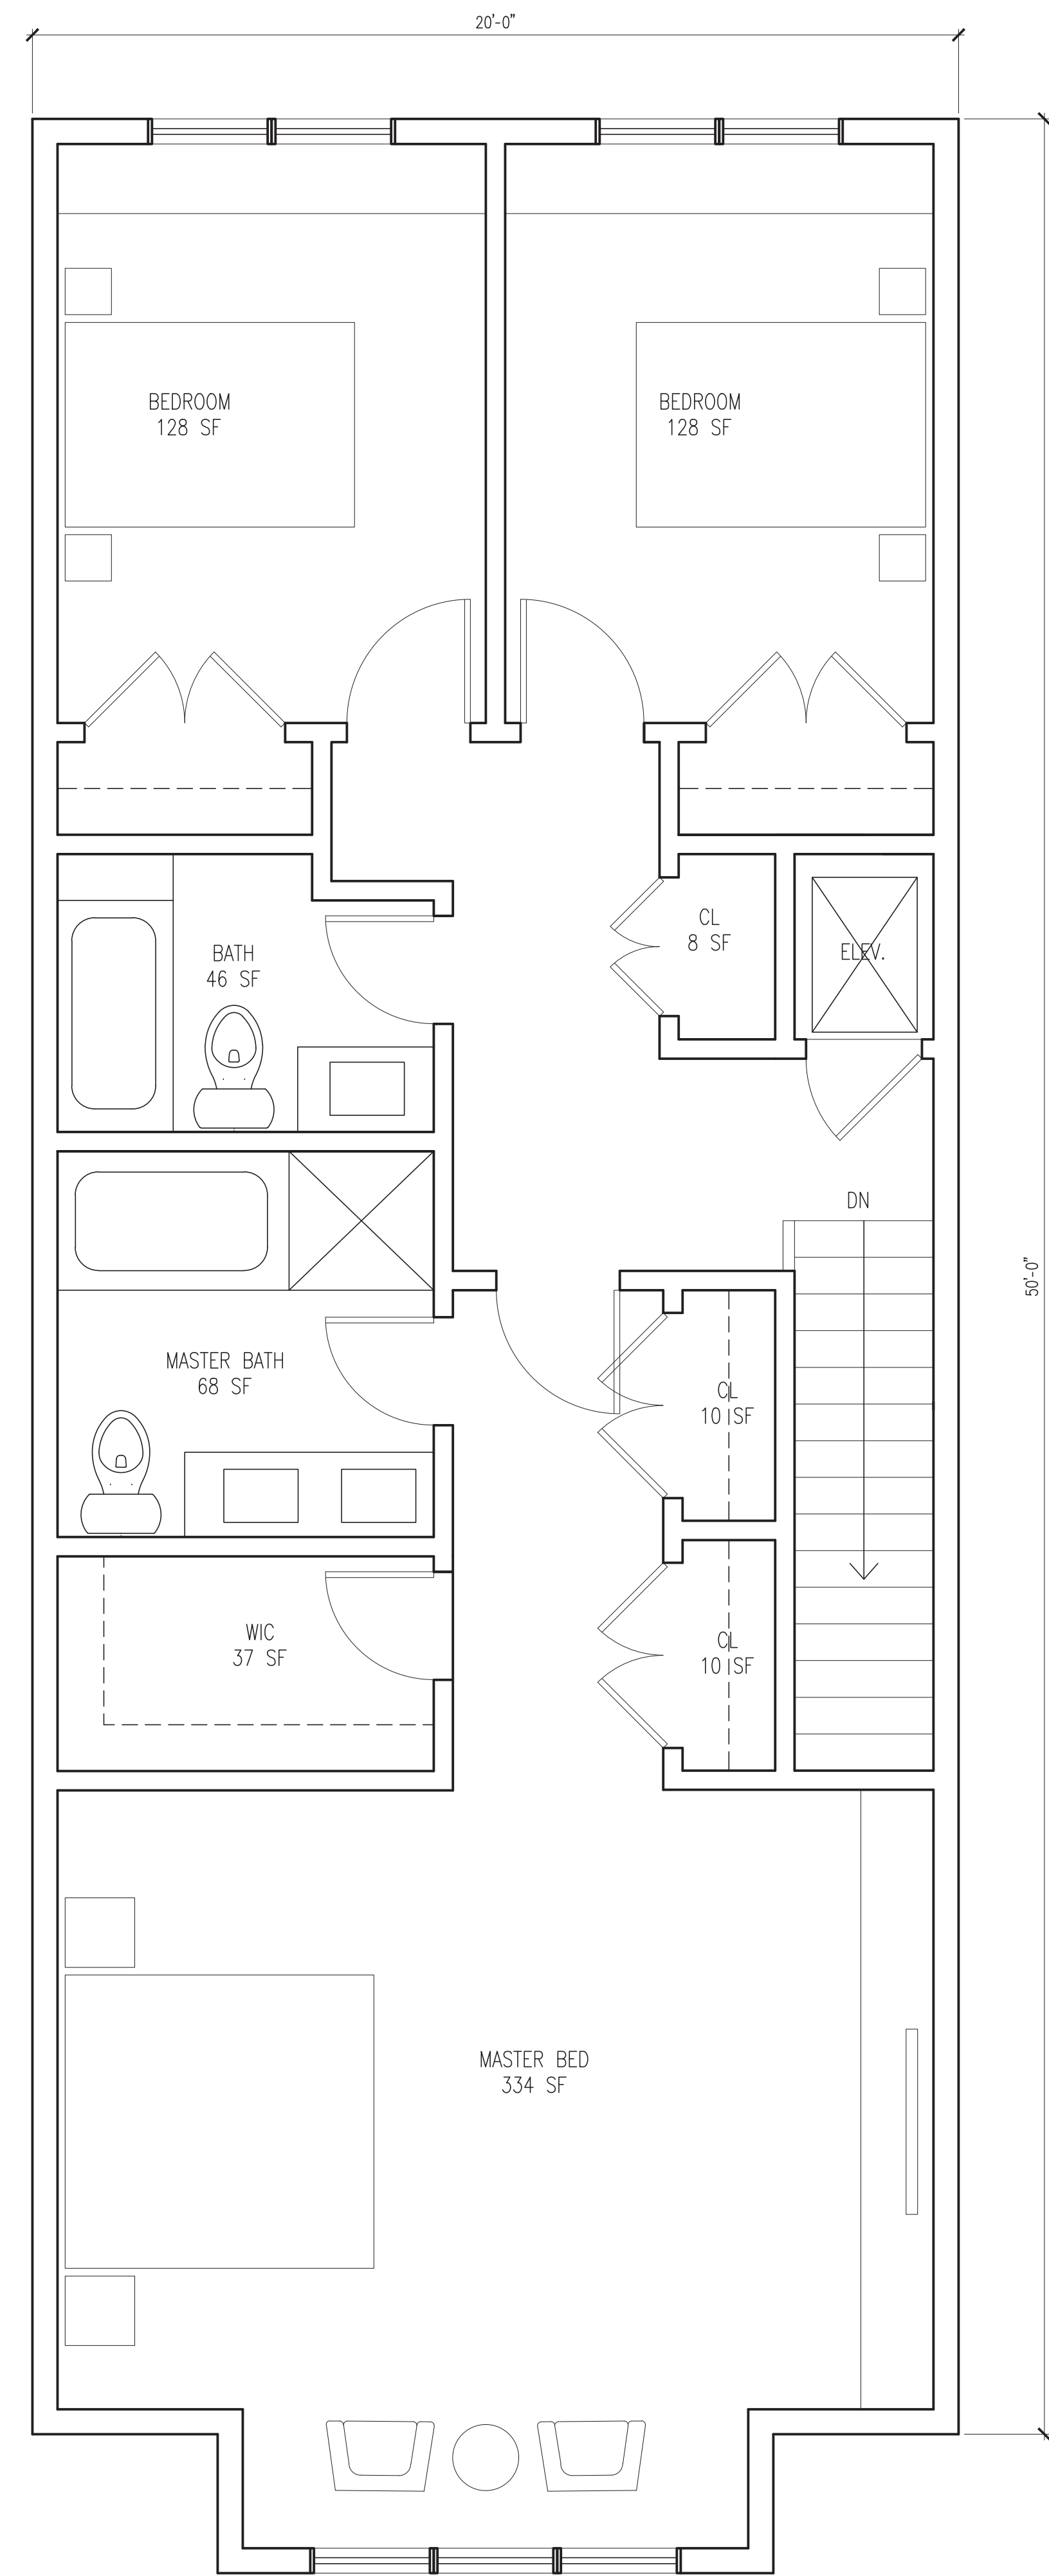 20'-0"
BEDROOM
128 SF
BEDROOM
128 SF
CL
8 SF
ELEV.
BATH
46 SF
DN
50'-0"
MASTER BATH
68 SF
CL
10 SF
WIC
37 SF
CL
10 SF
MASTER BED
334 SF